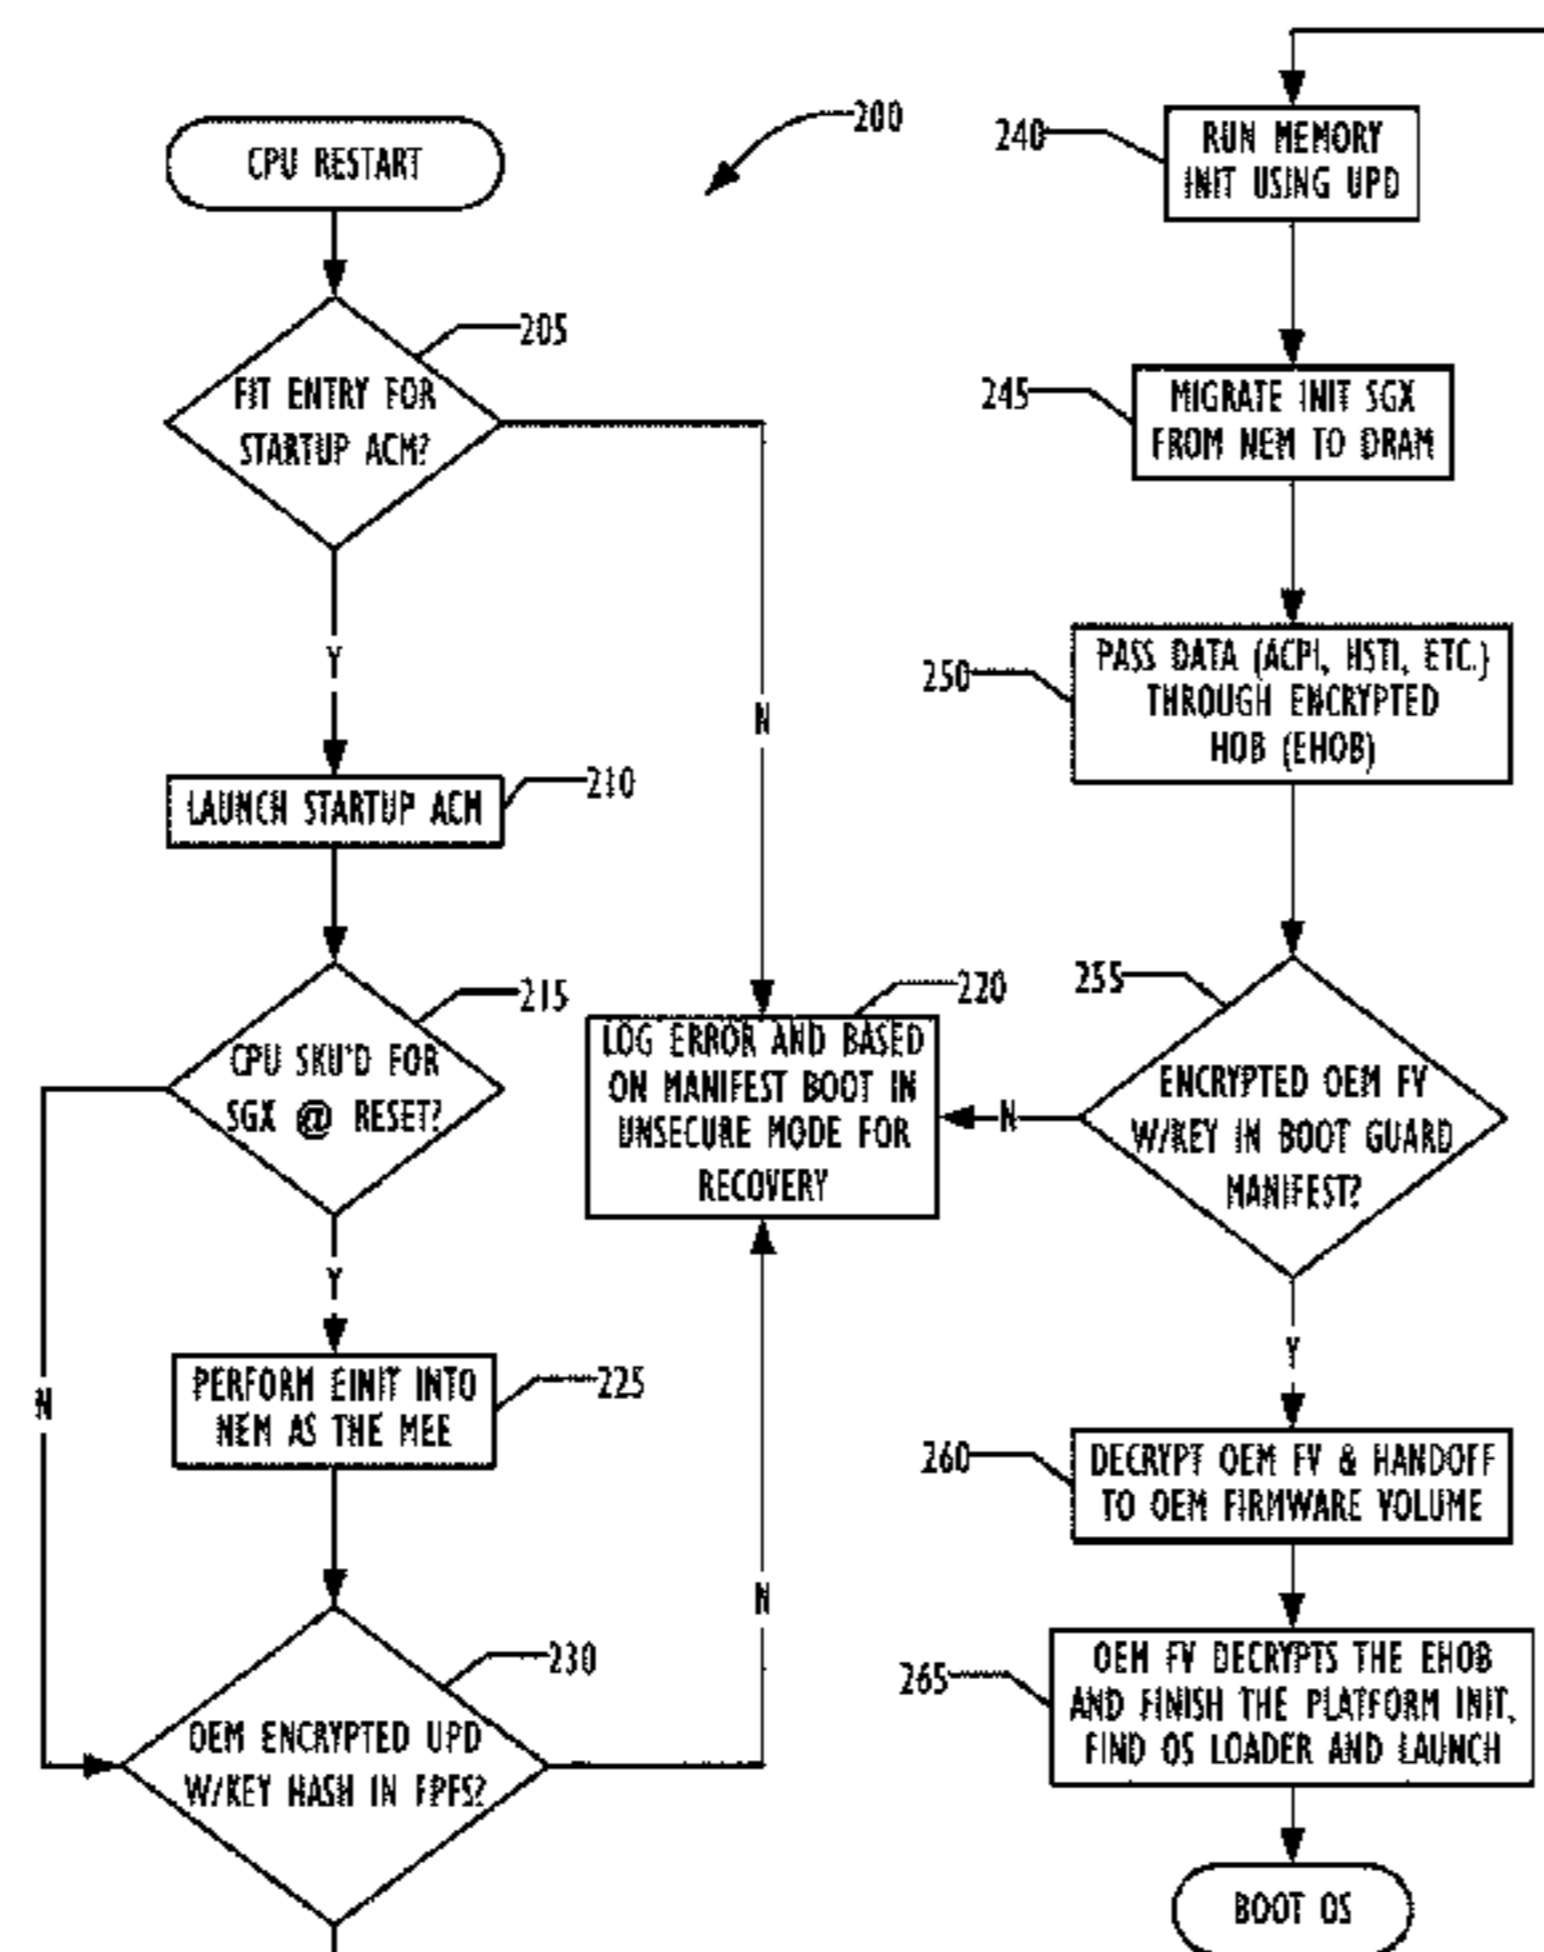 200
CPU RESTART
205
FIT ENTRY FOR
STARTUP ACM?
Y
N
LAUNCH STARTUP ACM
210
215
CPU SKU'D FOR
SGX @ RESET?
Y
N
220
LOG ERROR AND BASED
ON MANIFEST BOOT IN
UNSECURE MODE FOR
RECOVERY
PERFORM EINIT INTO
NEM AS THE MEE
225
230
OEM ENCRYPTED UPD
W/KEY HASH IN FPFS?
N
240
RUN MEMORY
INIT USING UPD
245
MIGRATE INIT SGX
FROM NEM TO DRAM
250
PASS DATA (ACPI, HSTI, ETC.)
THROUGH ENCRYPTED
HOB (EHOB)
255
ENCRYPTED OEM FV
W/KEY IN BOOT GUARD
MANIFEST?
N
Y
260
DECRYPT OEM FV & HANDOFF
TO OEM FIRMWARE VOLUME
265
OEM FV DECRYPTS THE EHOB
AND FINISH THE PLATFORM INIT,
FIND OS LOADER AND LAUNCH
BOOT OS